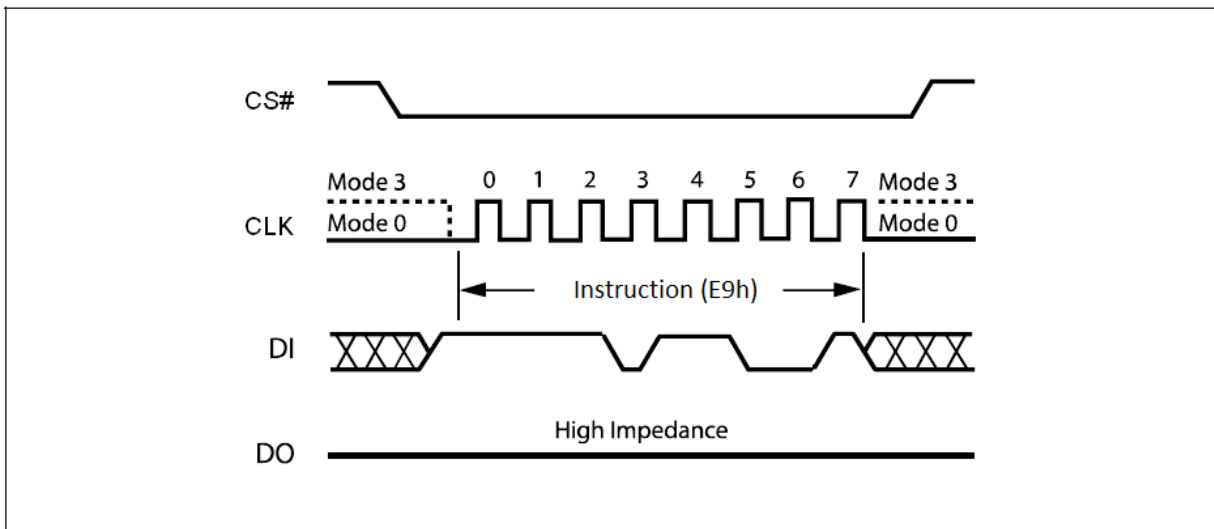 CS#
Mode 3 0 1 2 3 4 5 6 7 Mode 3
CLK Mode 0 Mode 0
Instruction (E9h)
DI
High Impedance
DO